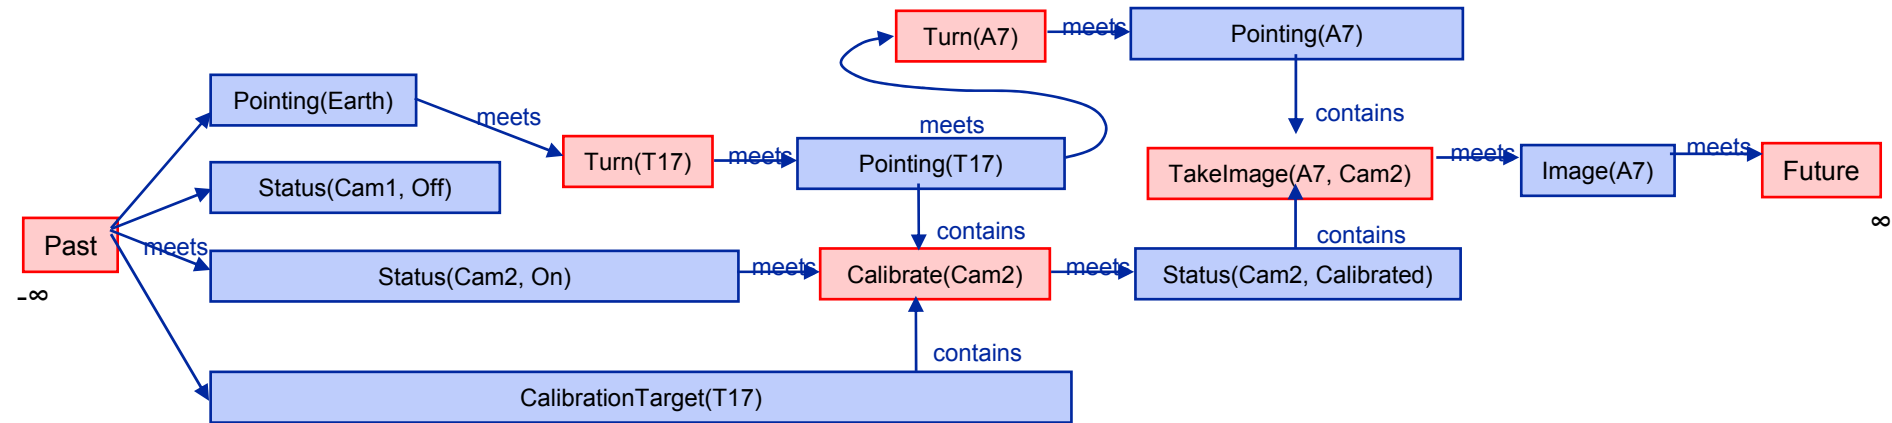 Turn(A7)
meets
Pointing(A7)
Pointing(Earth)
meets
contains
meets
Turn(T17)
meets
Pointing(T17)
TakeImage(A7, Cam2)
meets
Image(A7)
meets
Future
∞
Status(Cam1, Off)
Past
-∞
meets
contains
contains
Status(Cam2, On)
meets
Calibrate(Cam2)
meets
Status(Cam2, Calibrated)
contains
CalibrationTarget(T17)